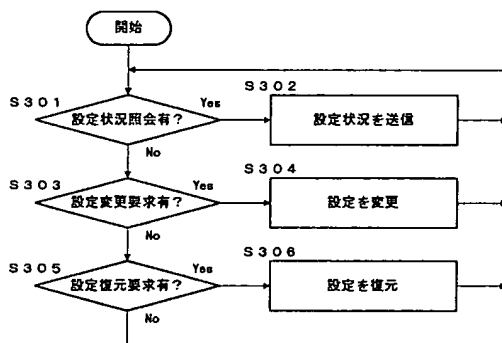 開始
S301
設定状況照会有?
Yes
No
S302
設定状況を送信
S303
設定変更要求有?
Yes
No
S304
設定を変更
S305
設定復元要求有?
Yes
No
S306
設定を復元